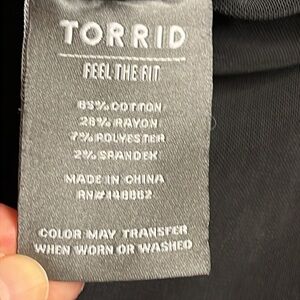 TORRID
FEEL THE FIT
63% COTTON
28% RAYON
7% POLYESTER
2% SPANDEX
MADE IN CHINA
RN#148862
COLOR MAY TRANSFER
WHEN WORN OR WASHED